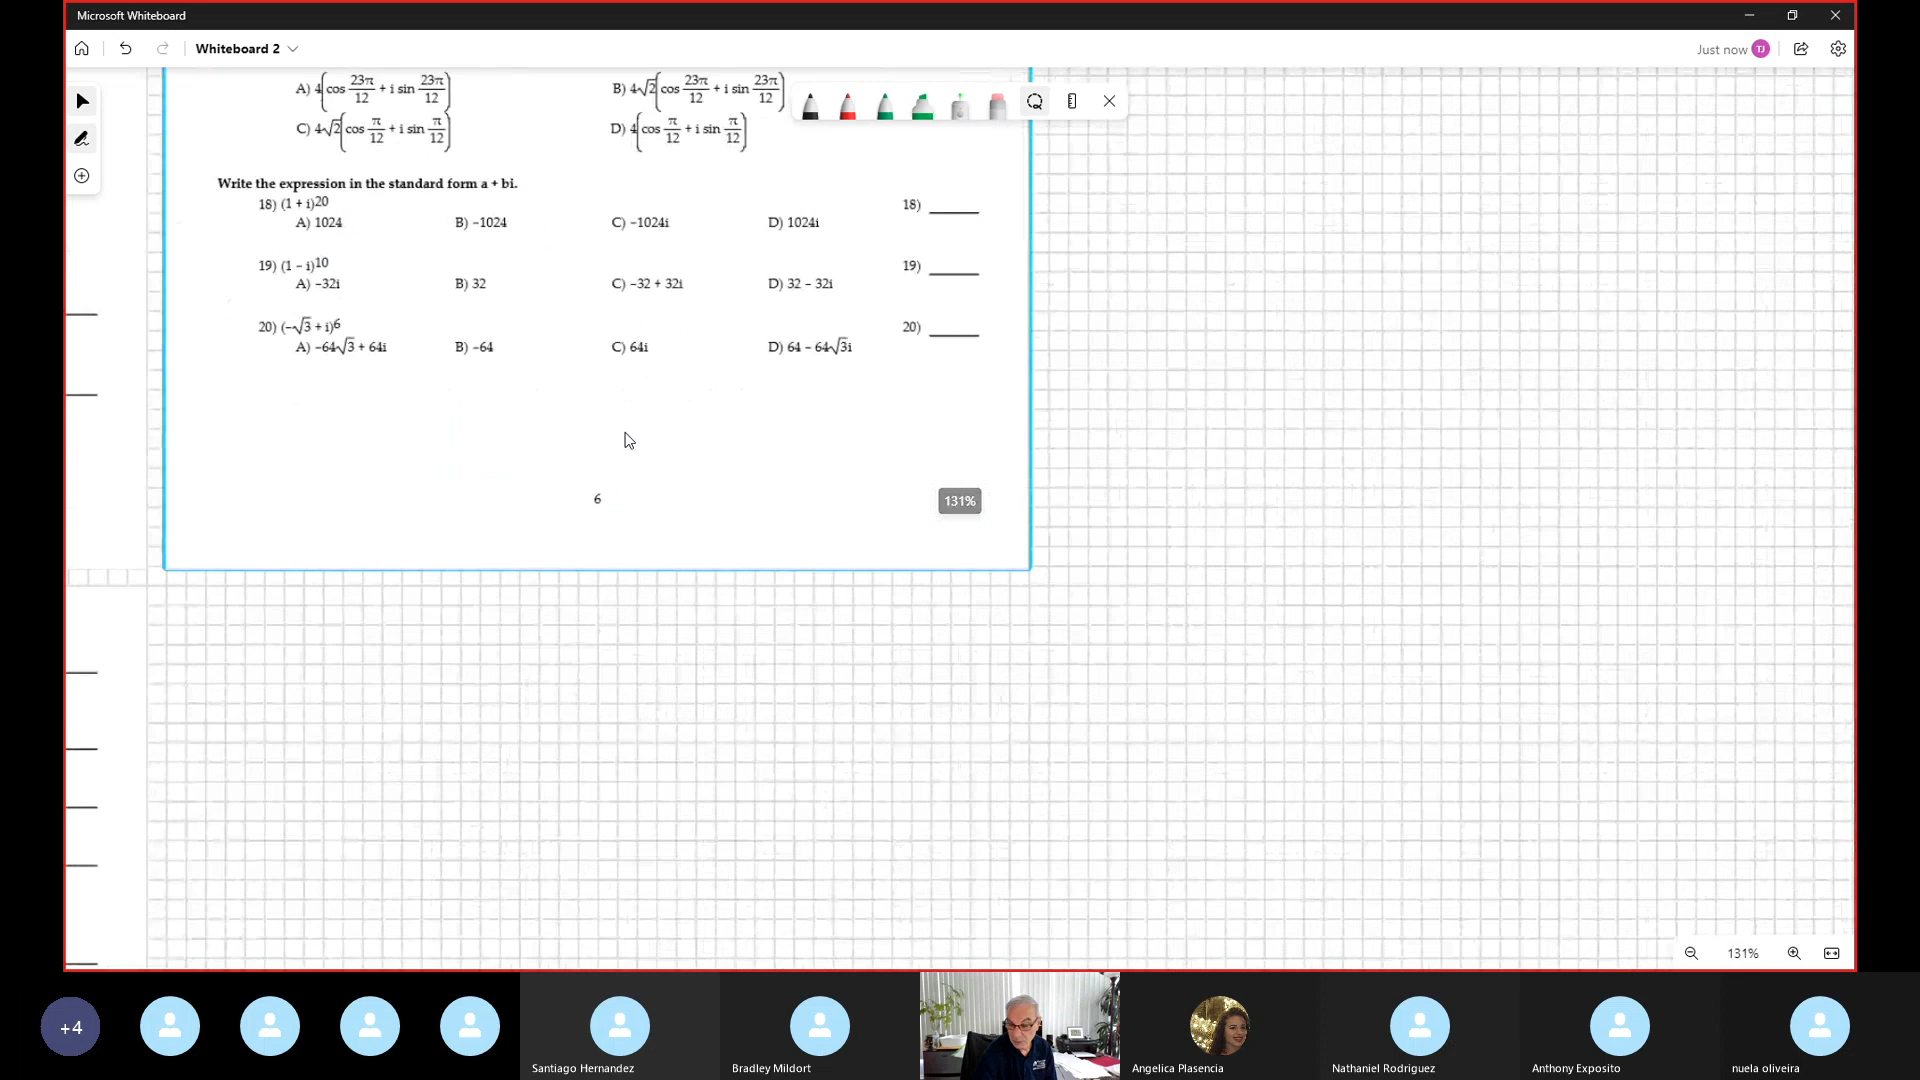 Microsoft Whiteboard
Whiteboard 2
Just now TJ
A) 4(cos 23π/12 + i sin 23π/12)
B) 4√2(cos 23π/12 + i sin 23π/12)
C) 4√2(cos π/12 + i sin π/12)
D) 4(cos π/12 + i sin π/12)
Write the expression in the standard form a + bi.
18) (1 + i)20
18) ______
A) 1024 B) -1024 C) -1024i D) 1024i
19) (1 - i)10
19) ______
A) -32i B) 32 C) -32 + 32i D) 32 - 32i
20) (-√3 + i)6
20) ______
A) -64√3 + 64i B) -64 C) 64i D) 64 - 64√3i
6
131%
131%
+4
Santiago Hernandez
Bradley Mildort
Angelica Plasencia
Nathaniel Rodriguez
Anthony Exposito
nuela oliveira